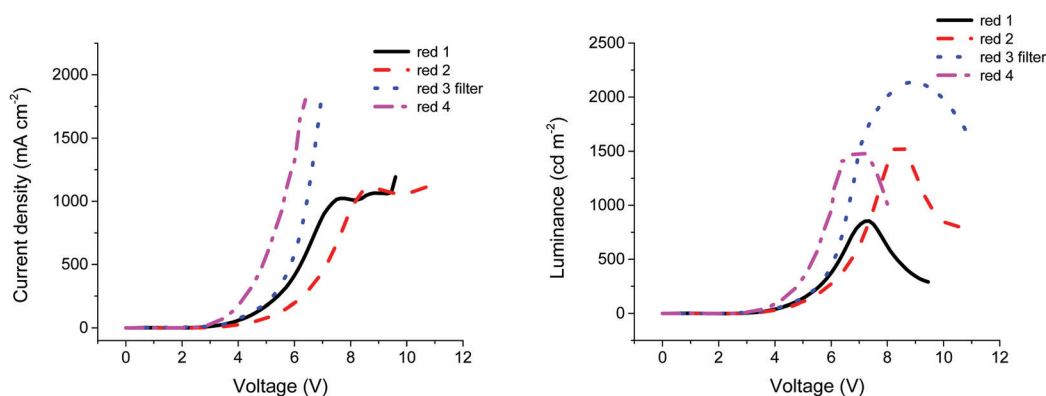 red 1
red 2
red 3 filter
red 4
2000
1500
1000
500
0
Current density (mA cm⁻²)
0 2 4 6 8 10 12
Voltage (V)
red 1
red 2
red 3 filter
red 4
2500
2000
1500
1000
500
0
Luminance (cd m⁻²)
0 2 4 6 8 10 12
Voltage (V)